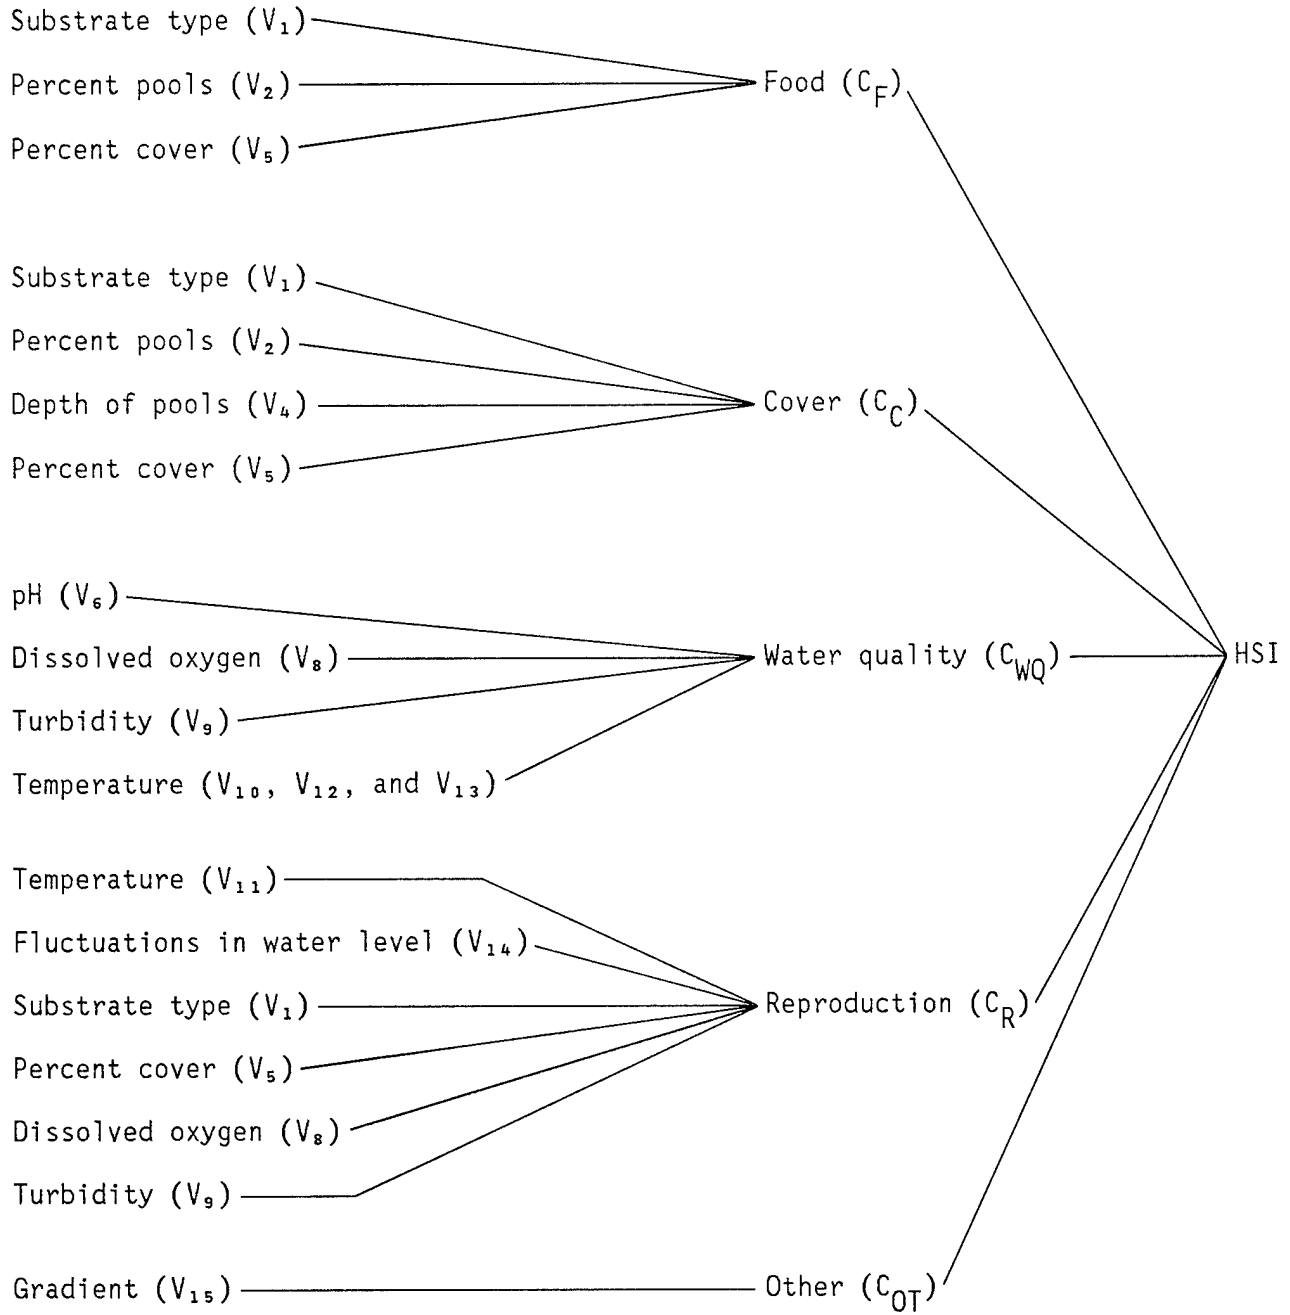 Substrate type (V₁)
Percent pools (V₂)
Food (C_F)
Percent cover (V₅)
Substrate type (V₁)
Percent pools (V₂)
Depth of pools (V₄)
Cover (C_C)
Percent cover (V₅)
pH (V₆)
Dissolved oxygen (V₈)
Water quality (C_WQ)
HSI
Turbidity (V₉)
Temperature (V₁₀, V₁₂, and V₁₃)
Temperature (V₁₁)
Fluctuations in water level (V₁₄)
Substrate type (V₁)
Reproduction (C_R)
Percent cover (V₅)
Dissolved oxygen (V₈)
Turbidity (V₉)
Gradient (V₁₅)
Other (C_OT)